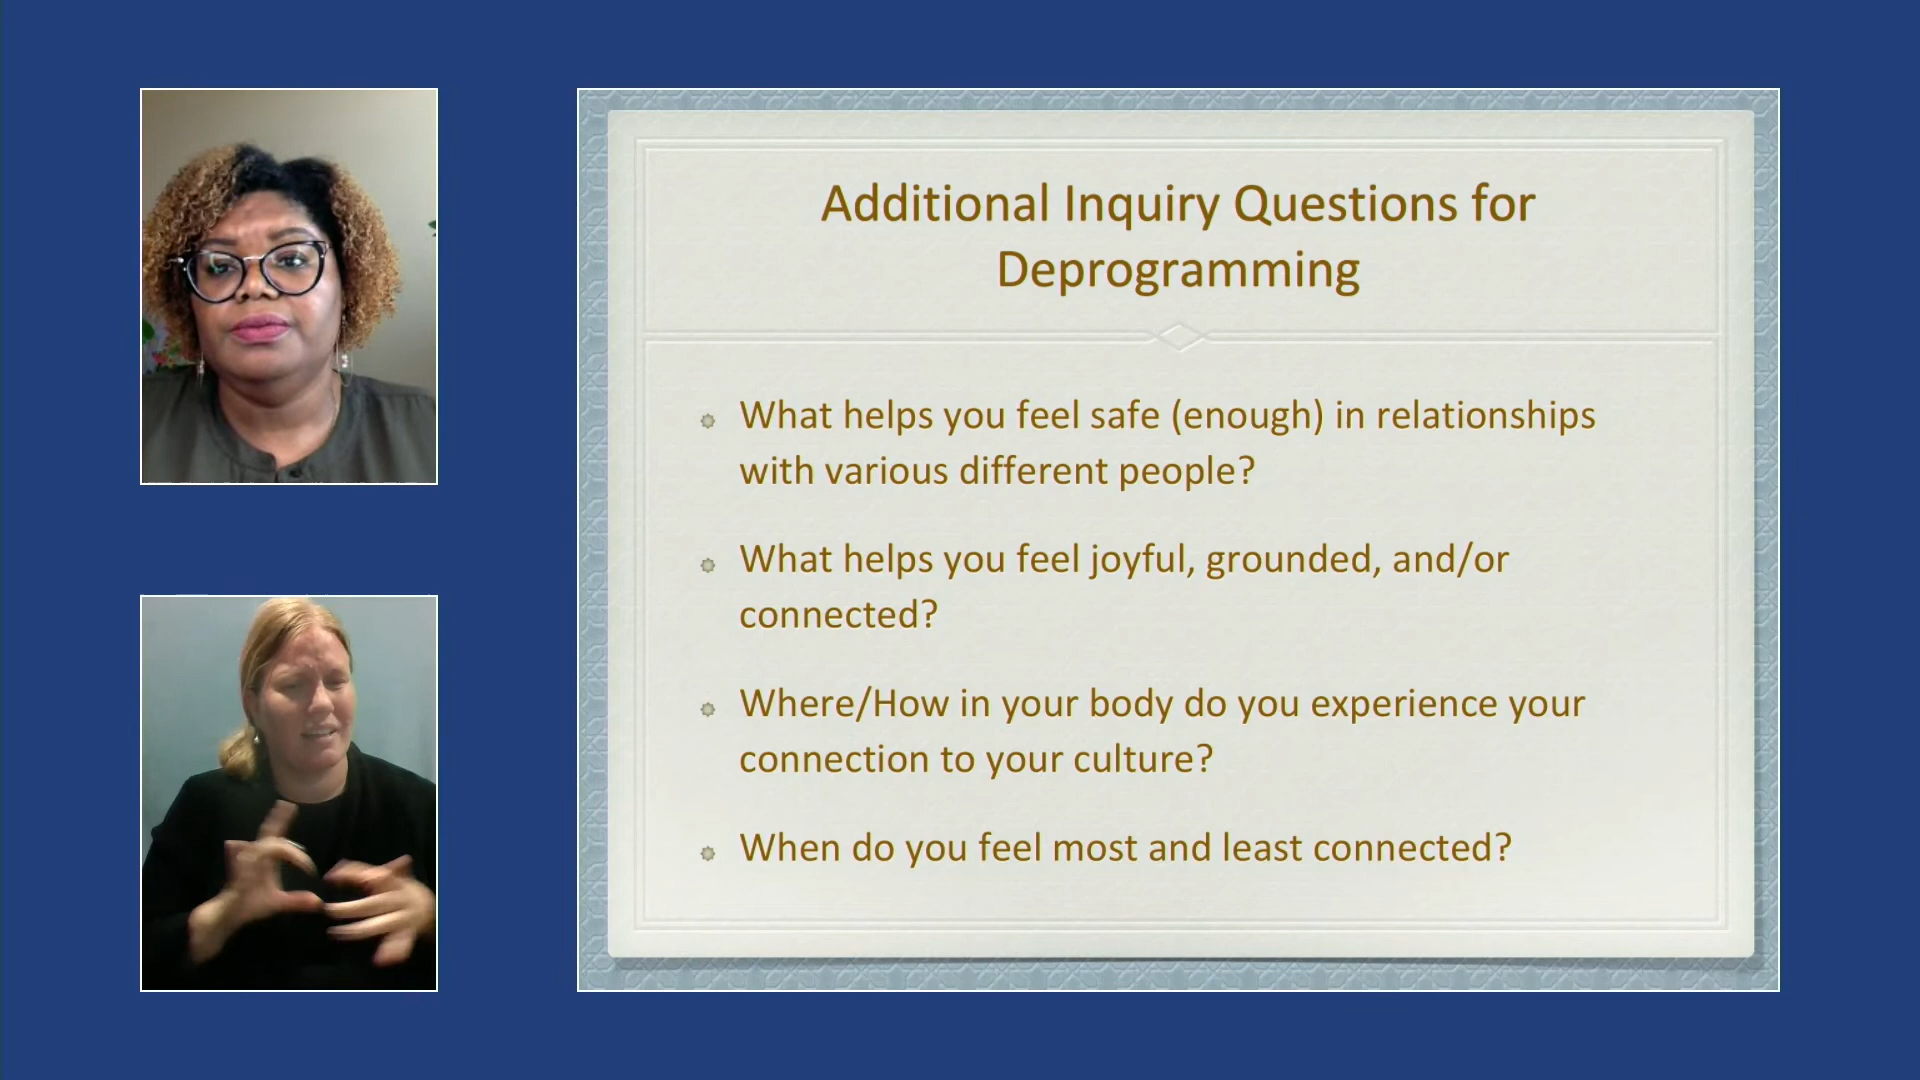 Additional Inquiry Questions for
Deprogramming
What helps you feel safe (enough) in relationships
with various different people?
What helps you feel joyful, grounded, and/or
connected?
Where/How in your body do you experience your
connection to your culture?
When do you feel most and least connected?